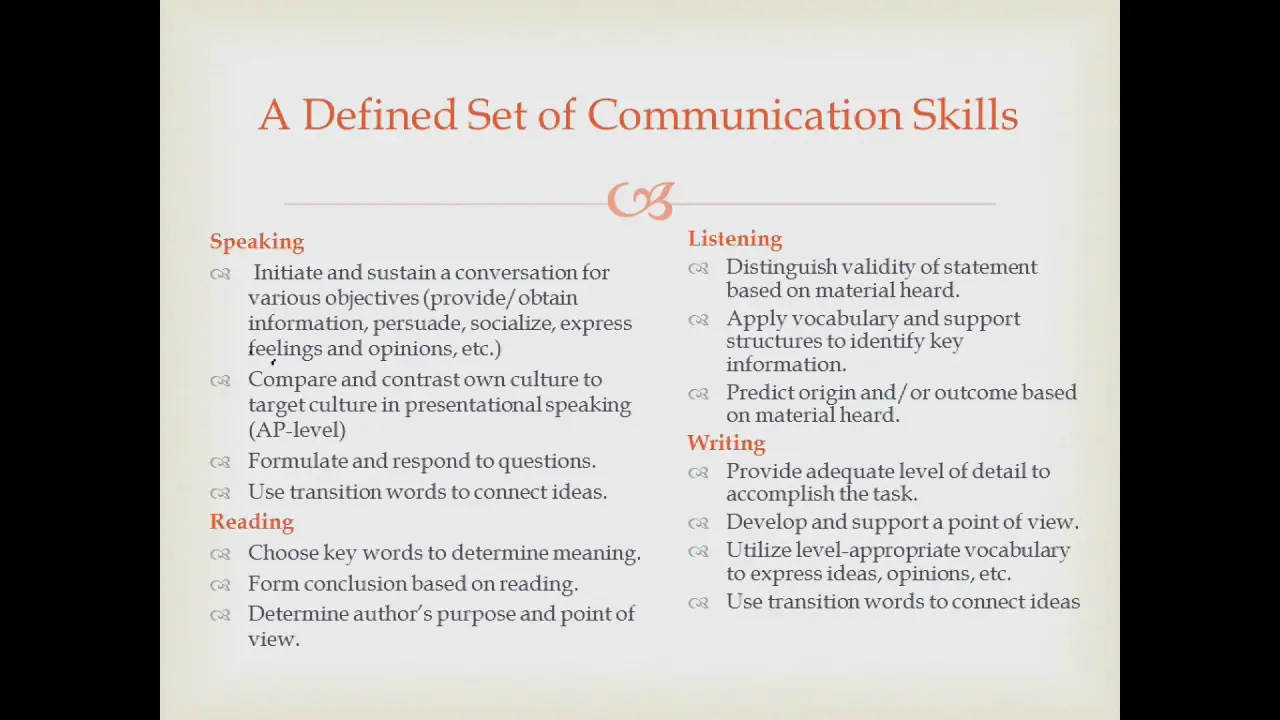 A Defined Set of Communication Skills
Speaking
Initiate and sustain a conversation for
various objectives (provide/obtain
information, persuade, socialize, express
feelings and opinions, etc.)
Compare and contrast own culture to
target culture in presentational speaking
(AP-level)
Formulate and respond to questions.
Use transition words to connect ideas.
Reading
Choose key words to determine meaning.
Form conclusion based on reading.
Determine author's purpose and point of
view.
Listening
Distinguish validity of statement
based on material heard.
Apply vocabulary and support
structures to identify key
information.
Predict origin and/or outcome based
on material heard.
Writing
Provide adequate level of detail to
accomplish the task.
Develop and support a point of view.
Utilize level-appropriate vocabulary
to express ideas, opinions, etc.
Use transition words to connect ideas